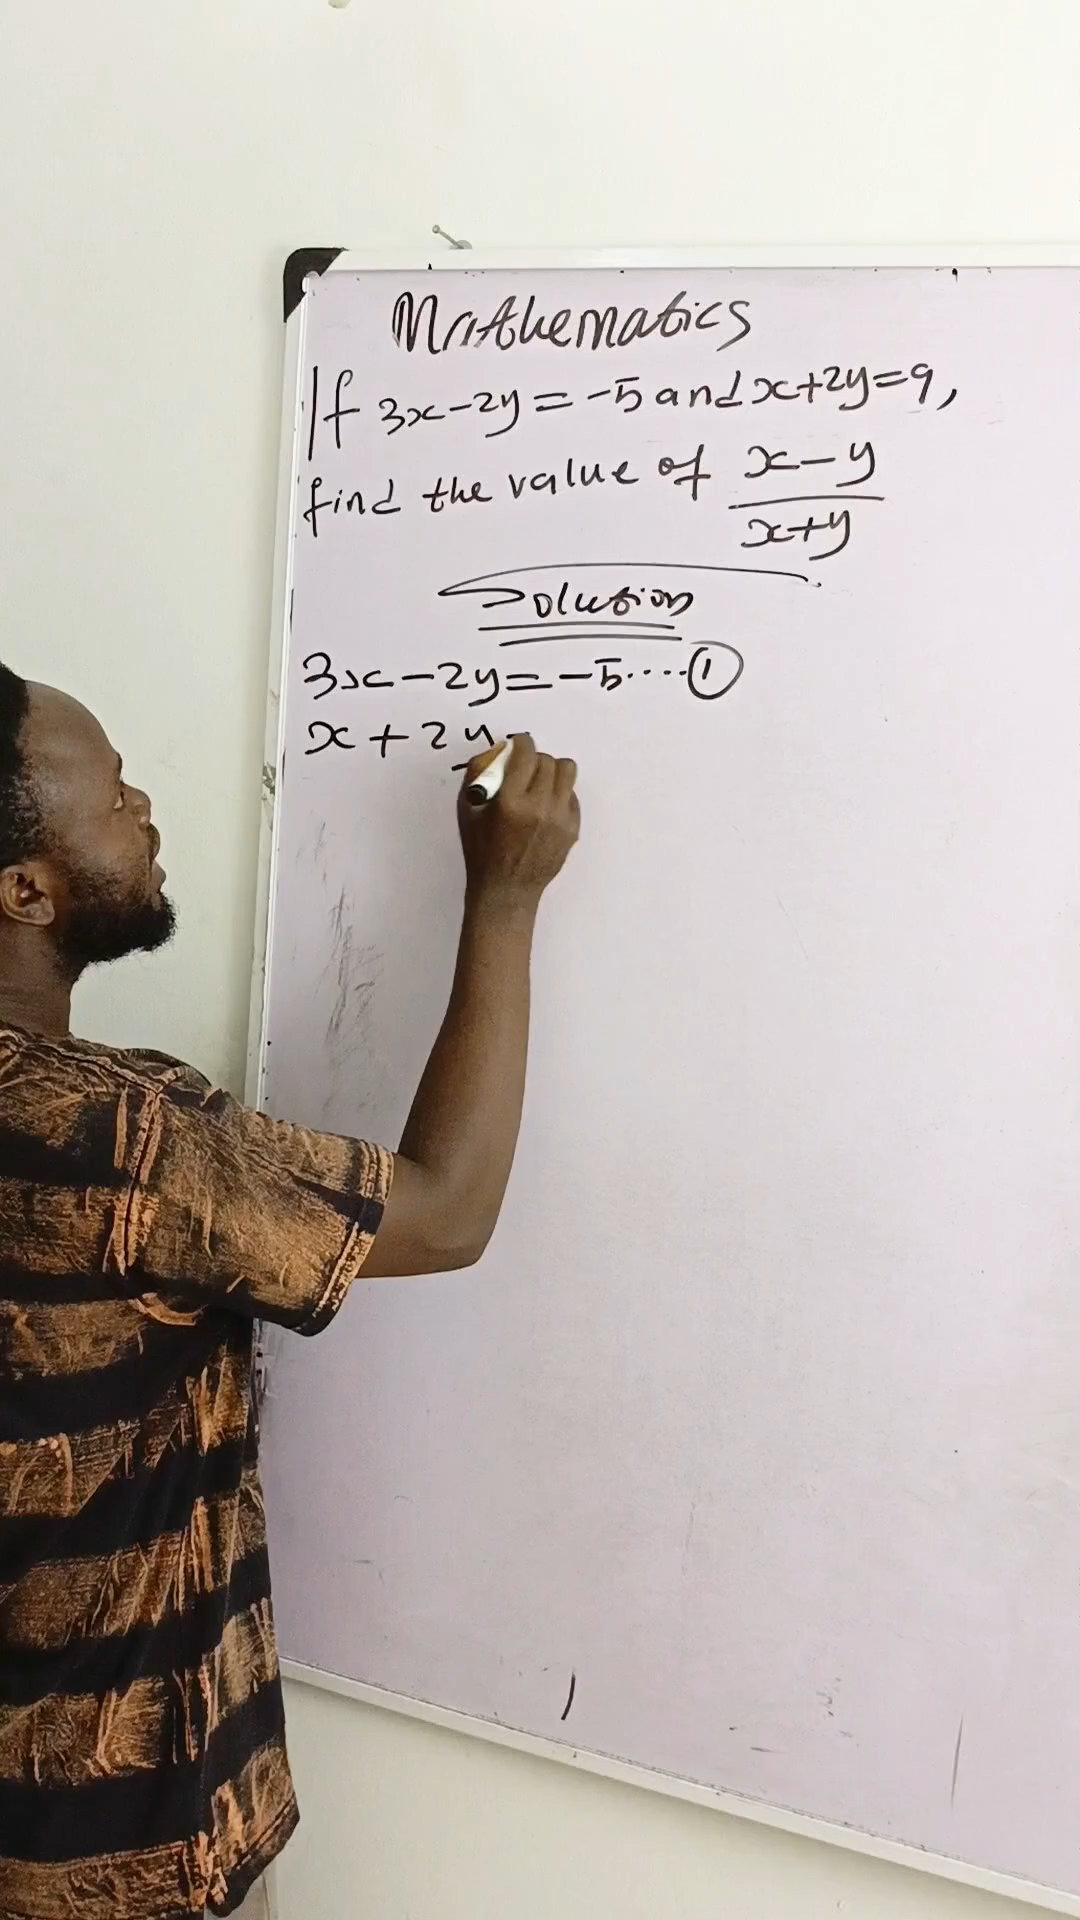 Mathematics
If 3x-2y=-5 and x+2y=9,
find the value of x-y/x+y
Solution
3x-2y=-5....①
x+2y=